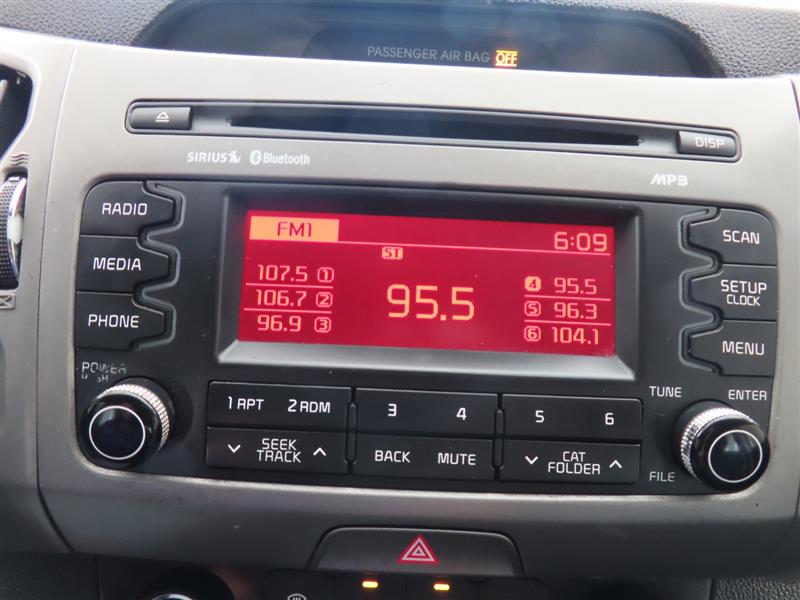 PASSENGER AIR BAG OFF
DISP
SIRIUS Bluetooth
MP3
RADIO
MEDIA
PHONE
FM1
6:09
ST
107.5 1
106.7 2
96.9 3
95.5
4 95.5
5 96.3
6 104.1
SCAN
SETUP
CLOCK
MENU
POWER
1 RPT 2 RDM 3 4 5 6
SEEK
TRACK
BACK MUTE
CAT
FOLDER
TUNE
ENTER
FILE